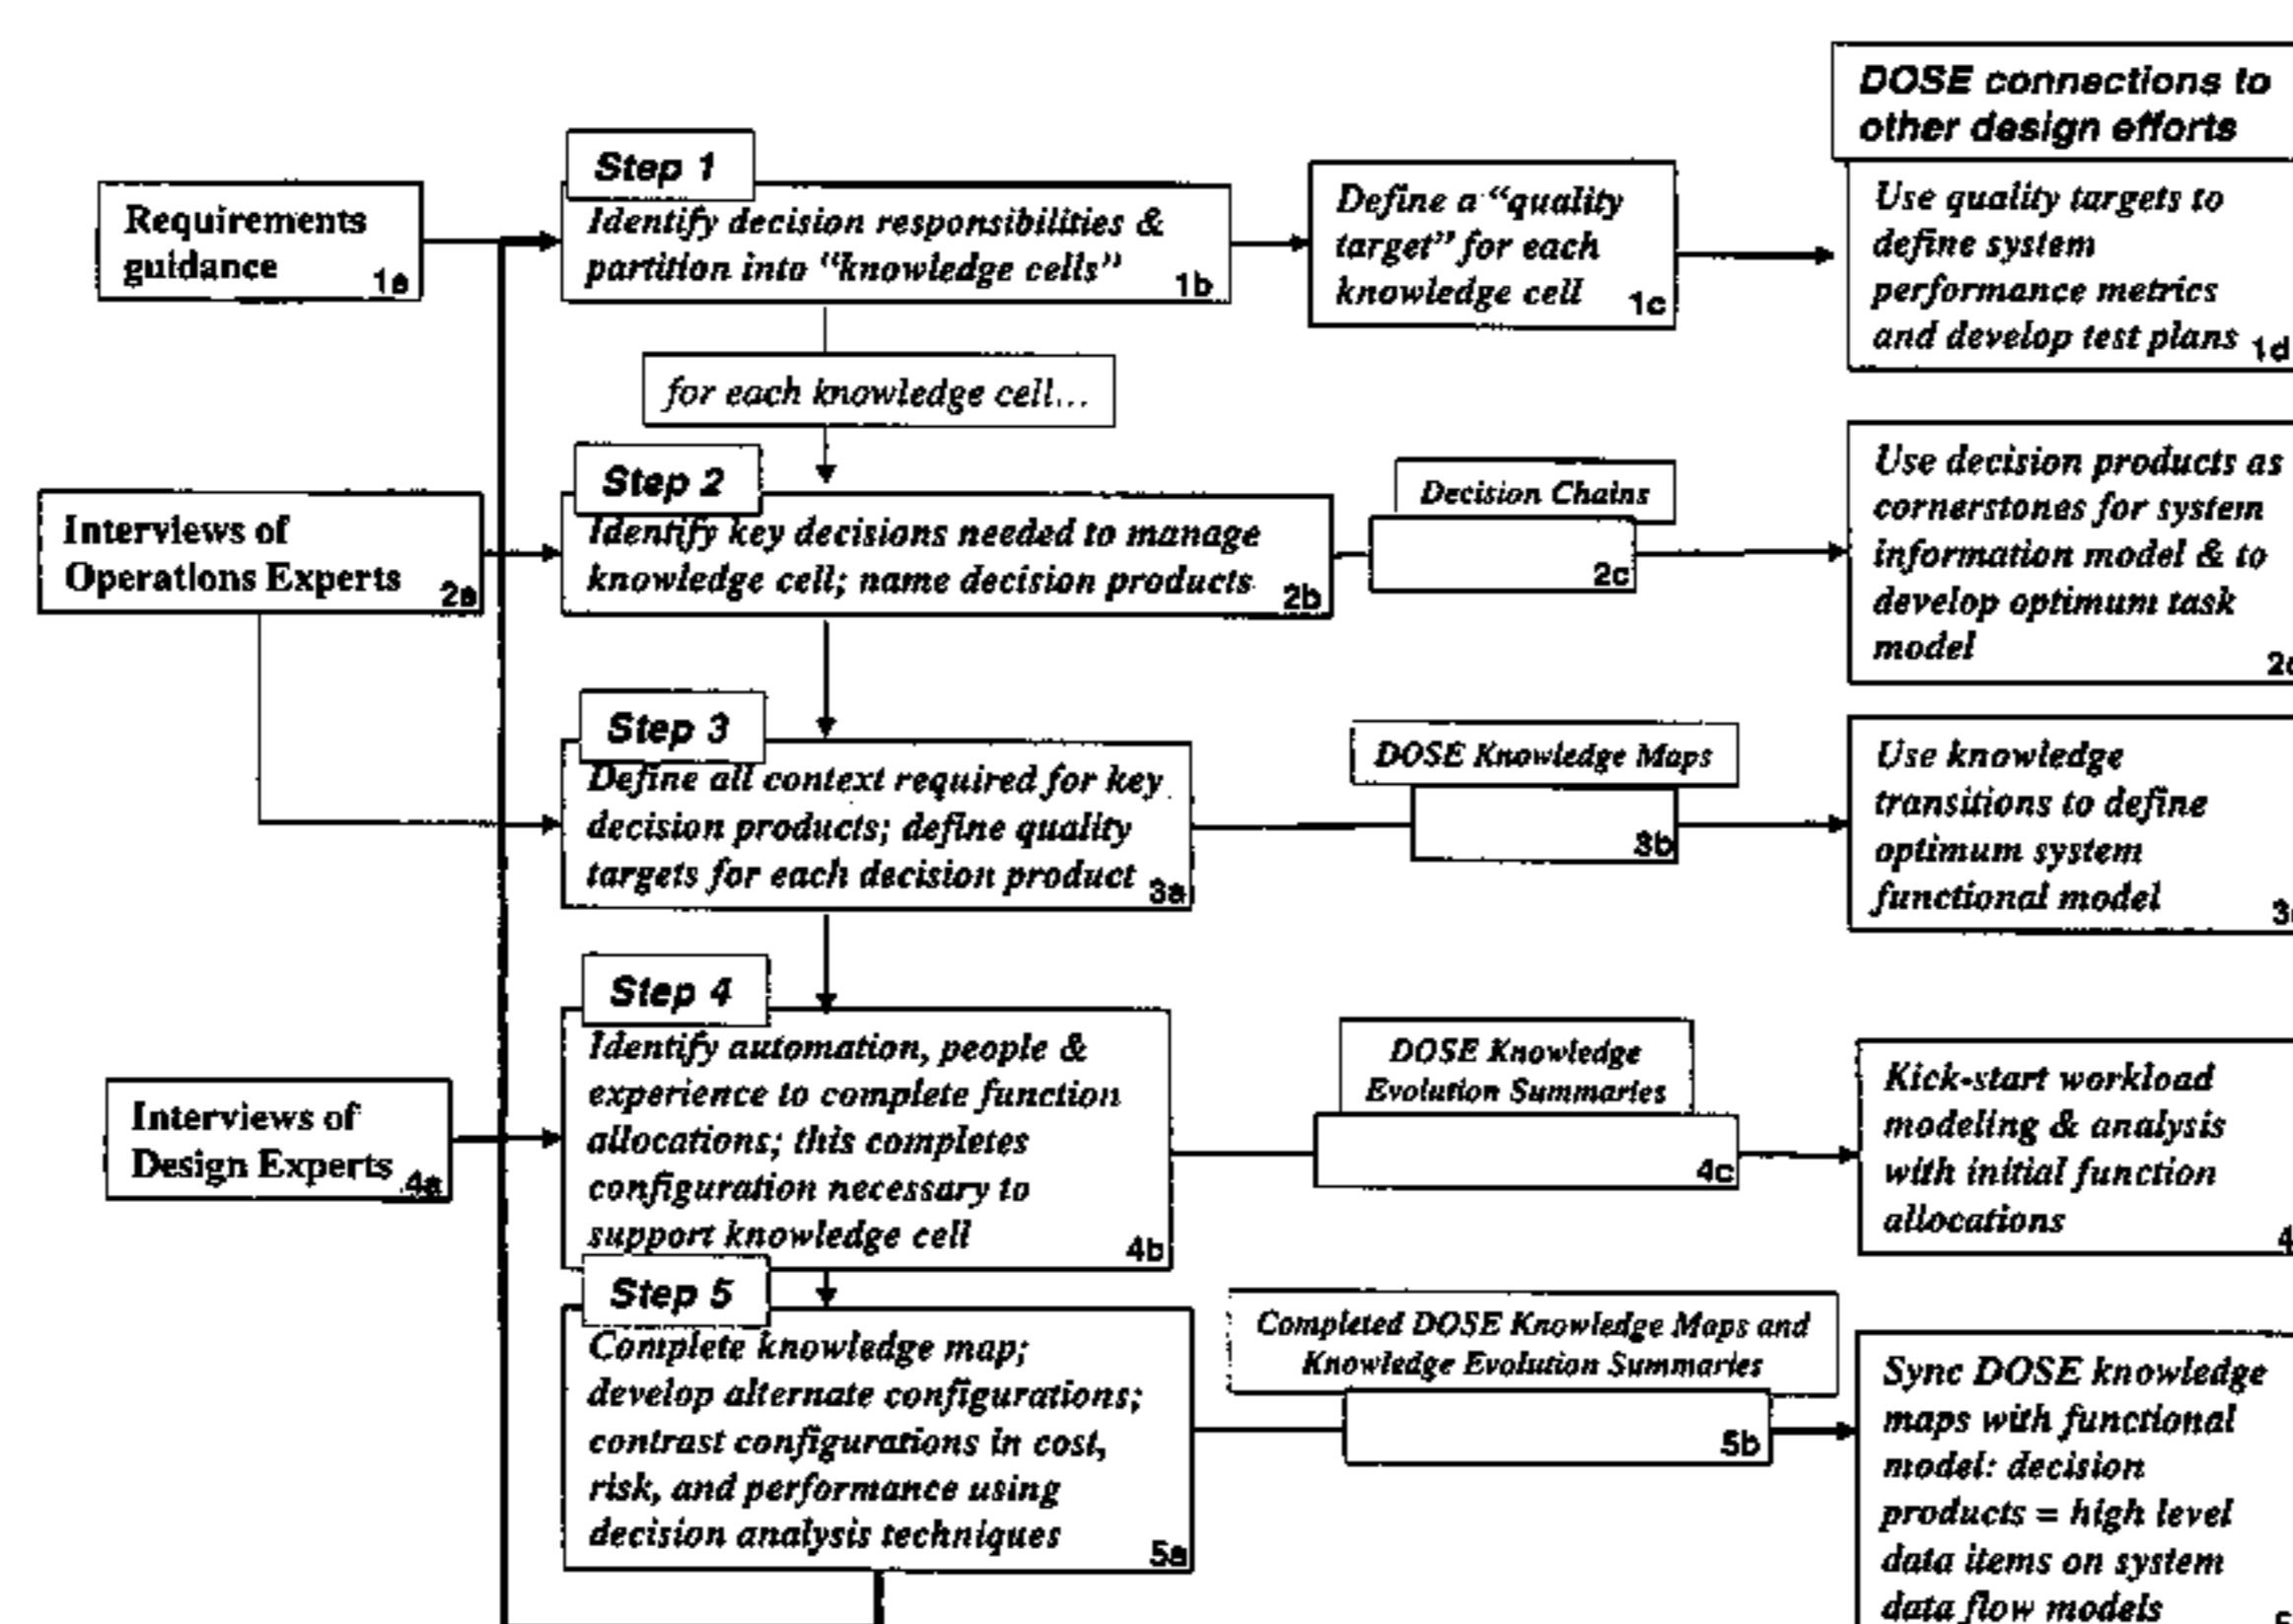 DOSE connections to
other design efforts
Step 1
Requirements
guidance
1a
Identify decision responsibilities &
partition into "knowledge cells"
1b
Define a "quality
target" for each
knowledge cell
1c
Use quality targets to
define system
performance metrics
and develop test plans
1d
for each knowledge cell...
Step 2
Interviews of
Operations Experts
2a
Identify key decisions needed to manage
knowledge cell; name decision products
2b
Decision Chains
2c
Use decision products as
cornerstones for system
information model & to
develop optimum task
model
Step 3
Define all context required for key
decision products; define quality
targets for each decision product
3a
DOSE Knowledge Maps
3b
Use knowledge
transitions to define
optimum system
functional model
Step 4
Interviews of
Design Experts
4a
Identify automation, people &
experience to complete function
allocations; this completes
configuration necessary to
support knowledge cell
4b
DOSE Knowledge
Evolution Summaries
4c
Kick-start workload
modeling & analysis
with initial function
allocations
Step 5
Complete knowledge map;
develop alternate configurations;
contrast configurations in cost,
risk, and performance using
decision analysis techniques
5a
Completed DOSE Knowledge Maps and
Knowledge Evolution Summaries
5b
Sync DOSE knowledge
maps with functional
model: decision
products = high level
data items on system
data flow models